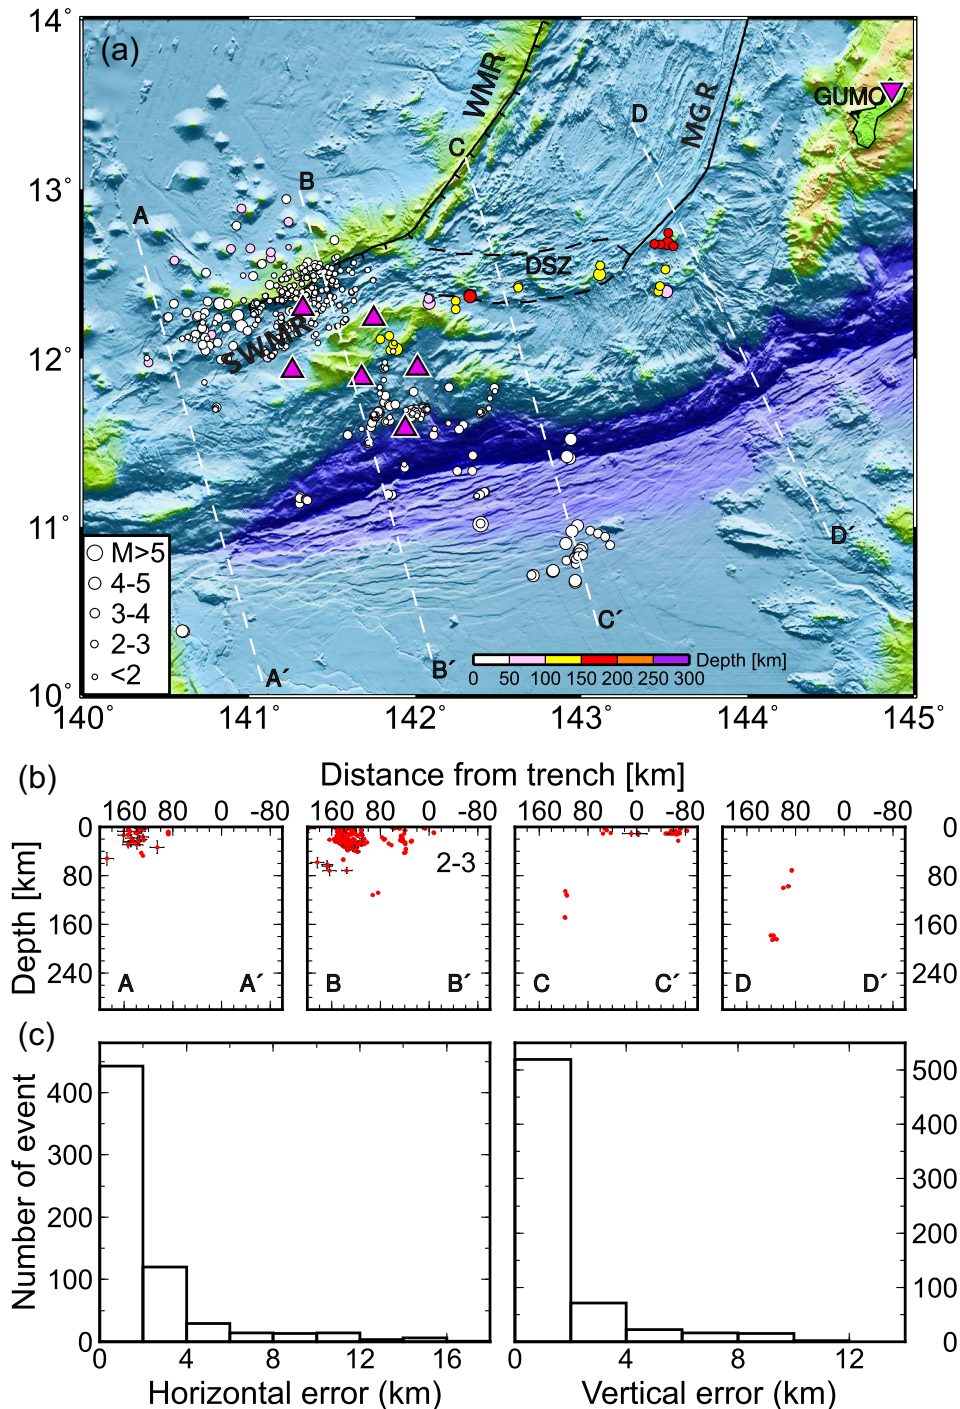 (a)
14°
13°
12°
11°
10°
140
141
142
143
144
145°
WMR
MGR
GUMO
SWMR
DSZ
A
B
C
D
A´
B´
C´
D´
M>5
4-5
3-4
2-3
<2
Depth [km]
0 50 100 150 200 250 300
(b)
Distance from trench [km]
160 80 0 -80
160 80 0 -80
160 80 0 -80
160 80 0 -80
Depth [km]
0
80
160
240
0
80
160
240
2-3
A A´
B B´
C C´
D D´
(c)
Number of event
400
300
200
100
0
0 4 8 12 16
Horizontal error (km)
500
400
300
200
100
0
0 4 8 12
Vertical error (km)